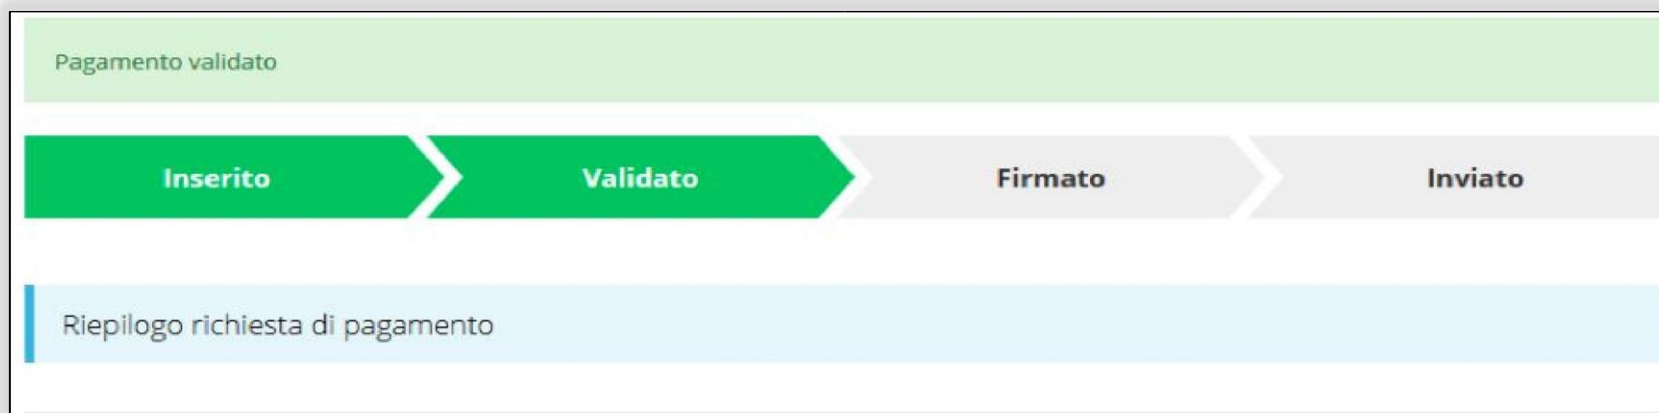 Pagamento validato
Inserito Validato Firmato Inviato
Riepilogo richiesta di pagamento